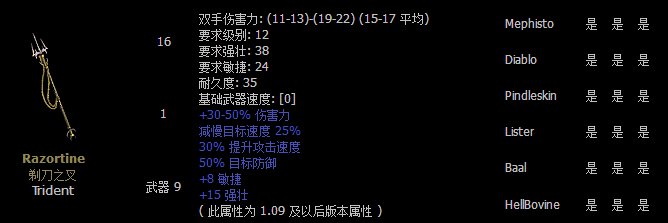 Razortine
剃刀之叉
Trident
16
1
武器 9
双手伤害力: (11-13)-(19-22) (15-17 平均)
要求级别: 12
要求强壮: 38
要求敏捷: 24
耐久度: 35
基础武器速度: [0]
+30-50% 伤害力
减慢目标速度 25%
30% 提升攻击速度
50% 目标防御
+8 敏捷
+15 强壮
( 此属性为 1.09 及以后版本属性 )
Mephisto 是 是 是
Diablo 是 是 是
Pindleskin 是 是 是
Lister 是 是 是
Baal 是 是 是
HellBovine 是 是 是